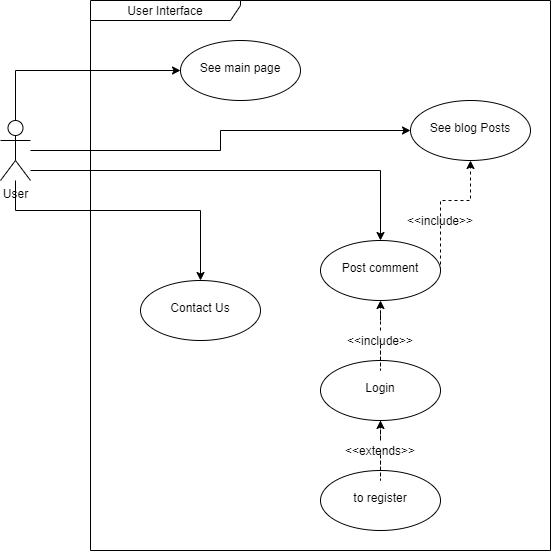 User Interface
See main page
See blog Posts
User
<<include>>
Post comment
Contact Us
<<include>>
Login
<<extends>>
to register